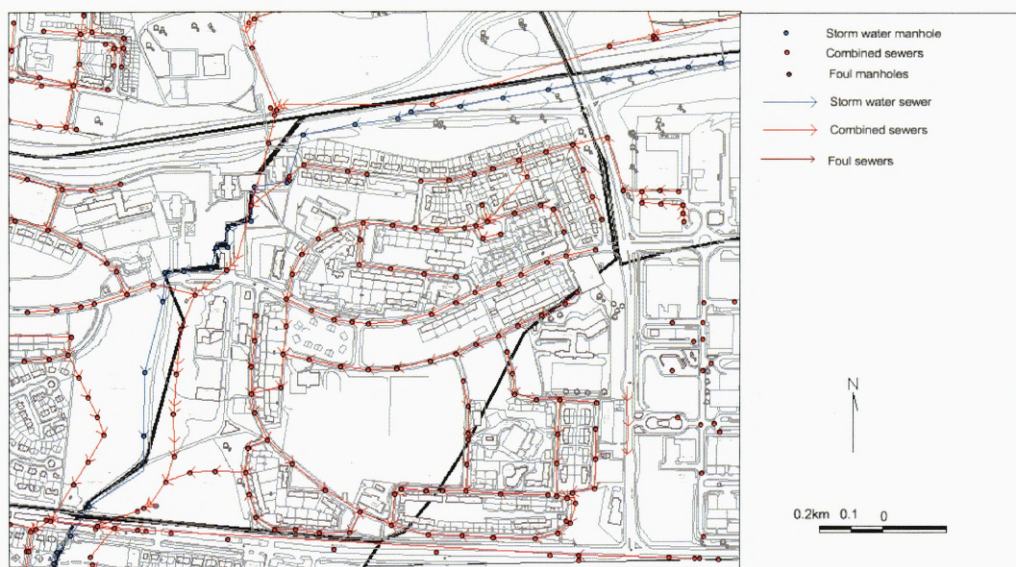 Storm water manhole
Combined sewers
Foul manholes
Storm water sewer
Combined sewers
Foul sewers
N
0.2km 0.1 0